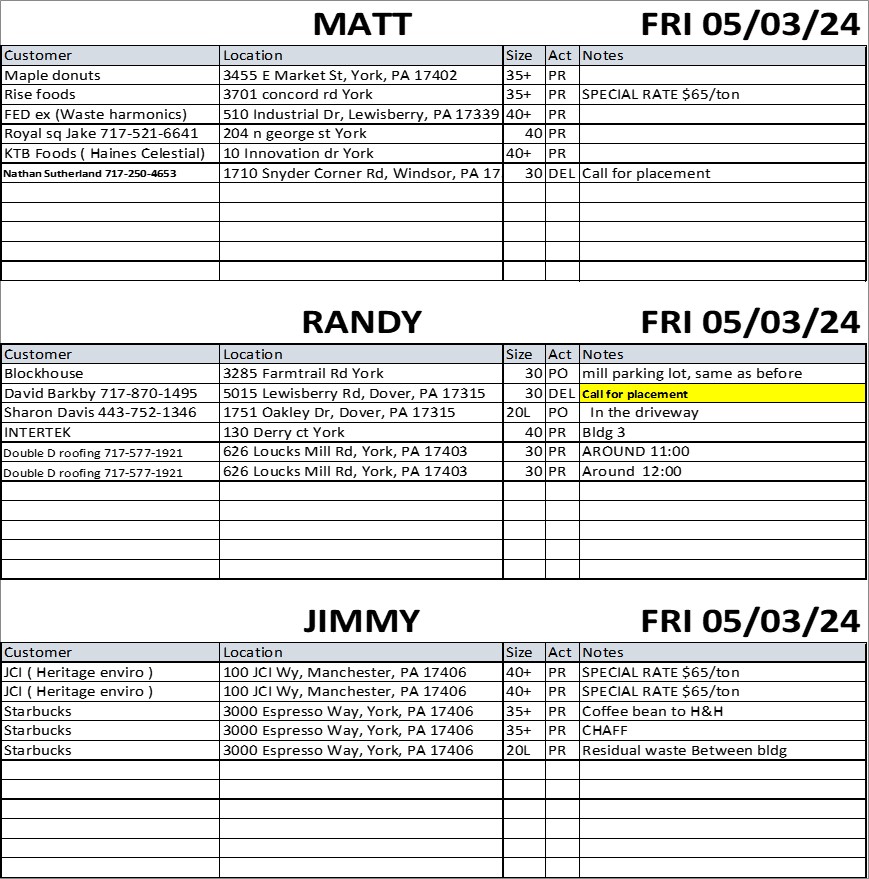 MATT FRI 05/03/24
Customer Location Size Act Notes
Maple donuts 3455 E Market St, York, PA 17402 35+ PR
Rise foods 3701 concord rd York 35+ PR SPECIAL RATE $65/ton
FED ex (Waste harmonics) 510 Industrial Dr, Lewisberry, PA 17339 40+ PR
Royal sq Jake 717-521-6641 204 n george st York 40 PR
KTB Foods ( Haines Celestial) 10 Innovation dr York 40+ PR
Nathan Sutherland 717-250-4653 1710 Snyder Corner Rd, Windsor, PA 17 30 DEL Call for placement
RANDY FRI 05/03/24
Customer Location Size Act Notes
Blockhouse 3285 Farmtrail Rd York 30 PO mill parking lot, same as before
David Barkby 717-870-1495 5015 Lewisberry Rd, Dover, PA 17315 30 DEL Call for placement
Sharon Davis 443-752-1346 1751 Oakley Dr, Dover, PA 17315 20L PO In the driveway
INTERTEK 130 Derry ct York 40 PR Bldg 3
Double D roofing 717-577-1921 626 Loucks Mill Rd, York, PA 17403 30 PR AROUND 11:00
Double D roofing 717-577-1921 626 Loucks Mill Rd, York, PA 17403 30 PR Around 12:00
JIMMY FRI 05/03/24
Customer Location Size Act Notes
JCI ( Heritage enviro ) 100 JCI Wy, Manchester, PA 17406 40+ PR SPECIAL RATE $65/ton
JCI ( Heritage enviro ) 100 JCI Wy, Manchester, PA 17406 40+ PR SPECIAL RATE $65/ton
Starbucks 3000 Espresso Way, York, PA 17406 35+ PR Coffee bean to H&H
Starbucks 3000 Espresso Way, York, PA 17406 35+ PR CHAFF
Starbucks 3000 Espresso Way, York, PA 17406 20L PR Residual waste Between bldg